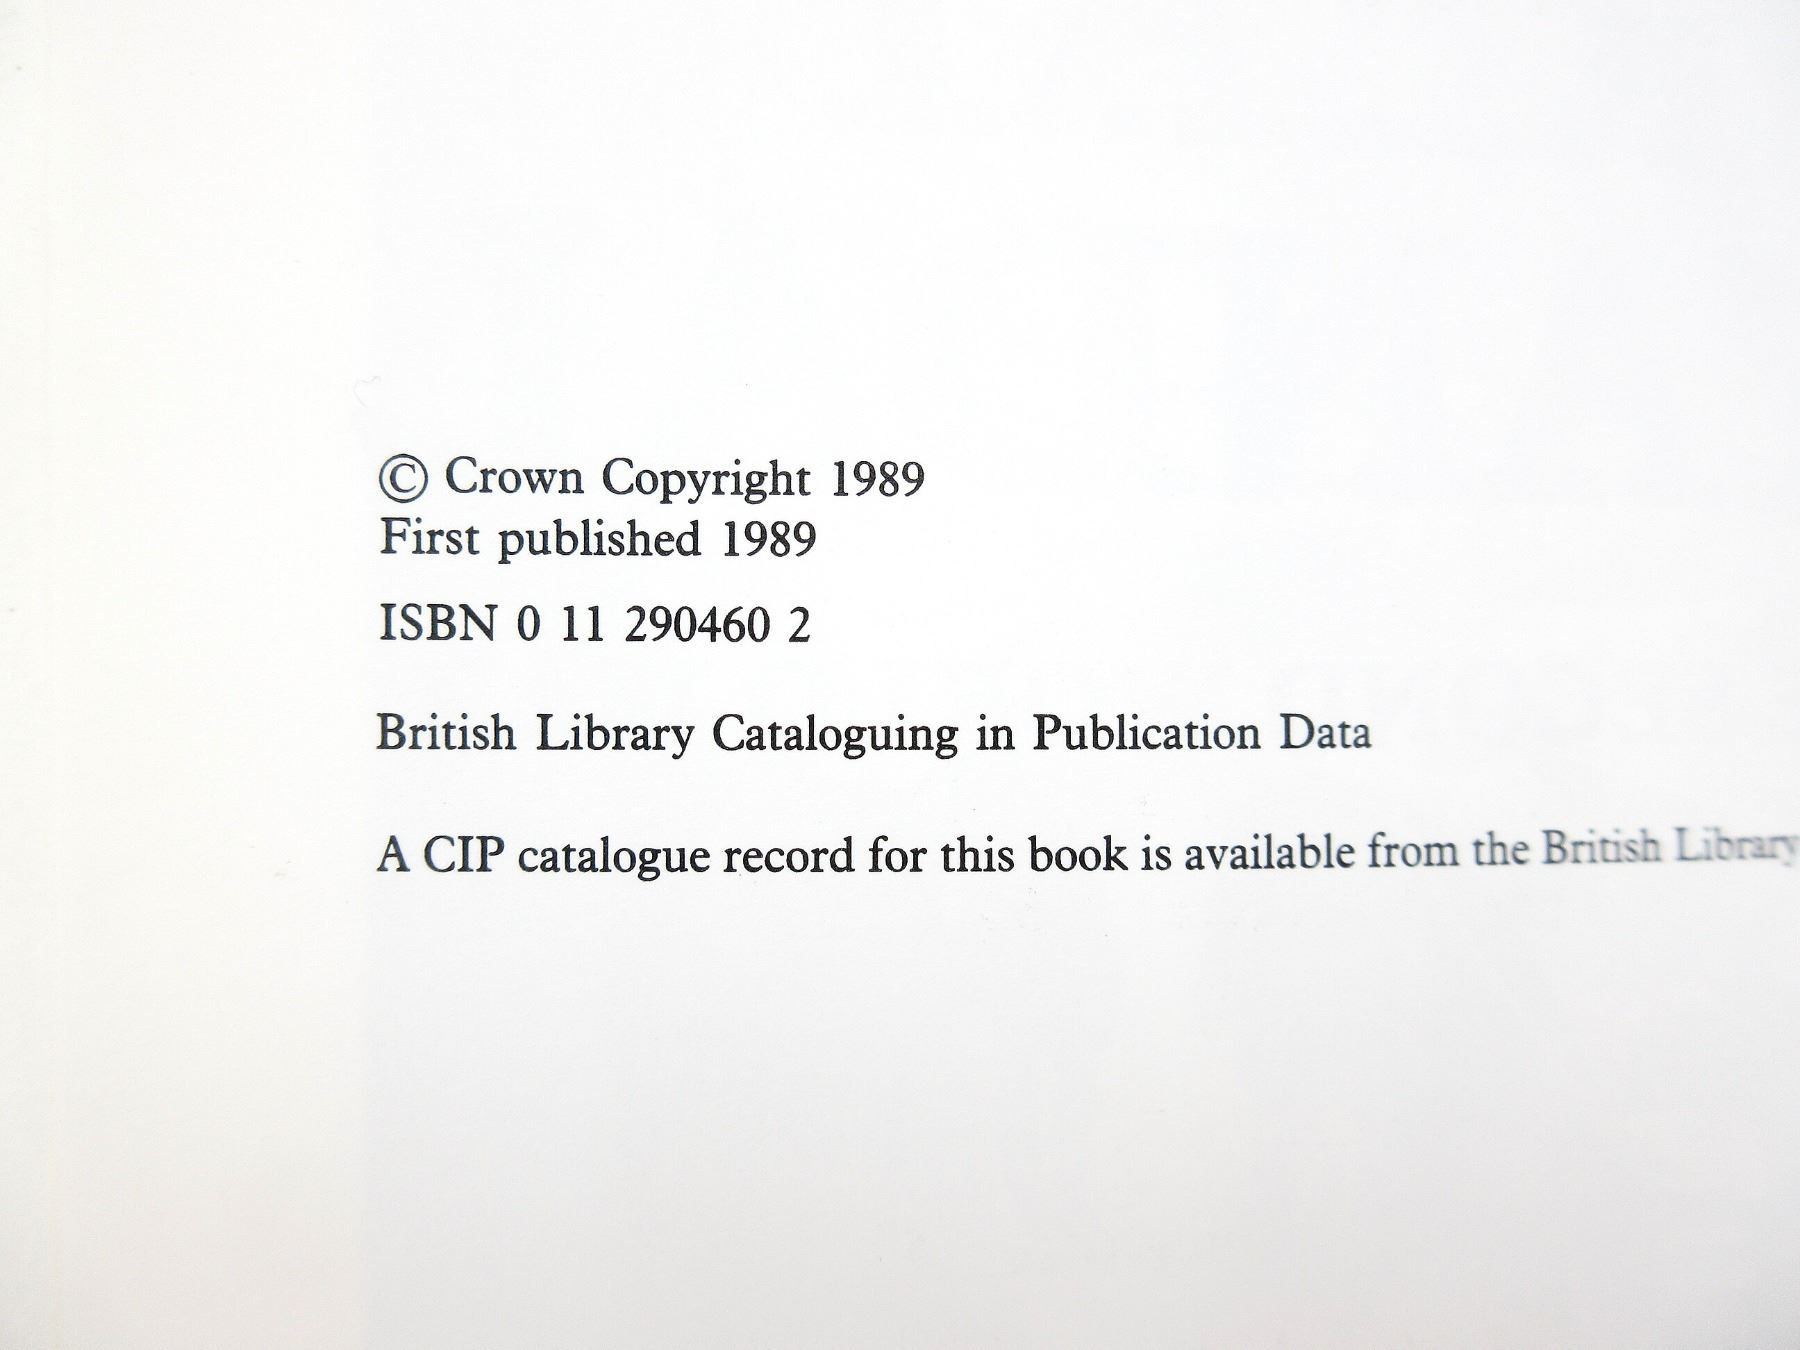 © Crown Copyright 1989
First published 1989
ISBN 0 11 290460 2
British Library Cataloguing in Publication Data
A CIP catalogue record for this book is available from the British Library